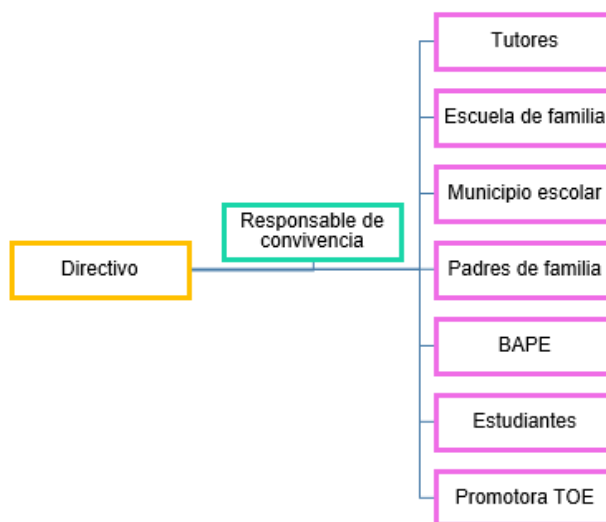 Tutores
Escuela de familia
Municipio escolar
Responsable de
convivencia
Directivo
Padres de familia
BAPE
Estudiantes
Promotora TOE